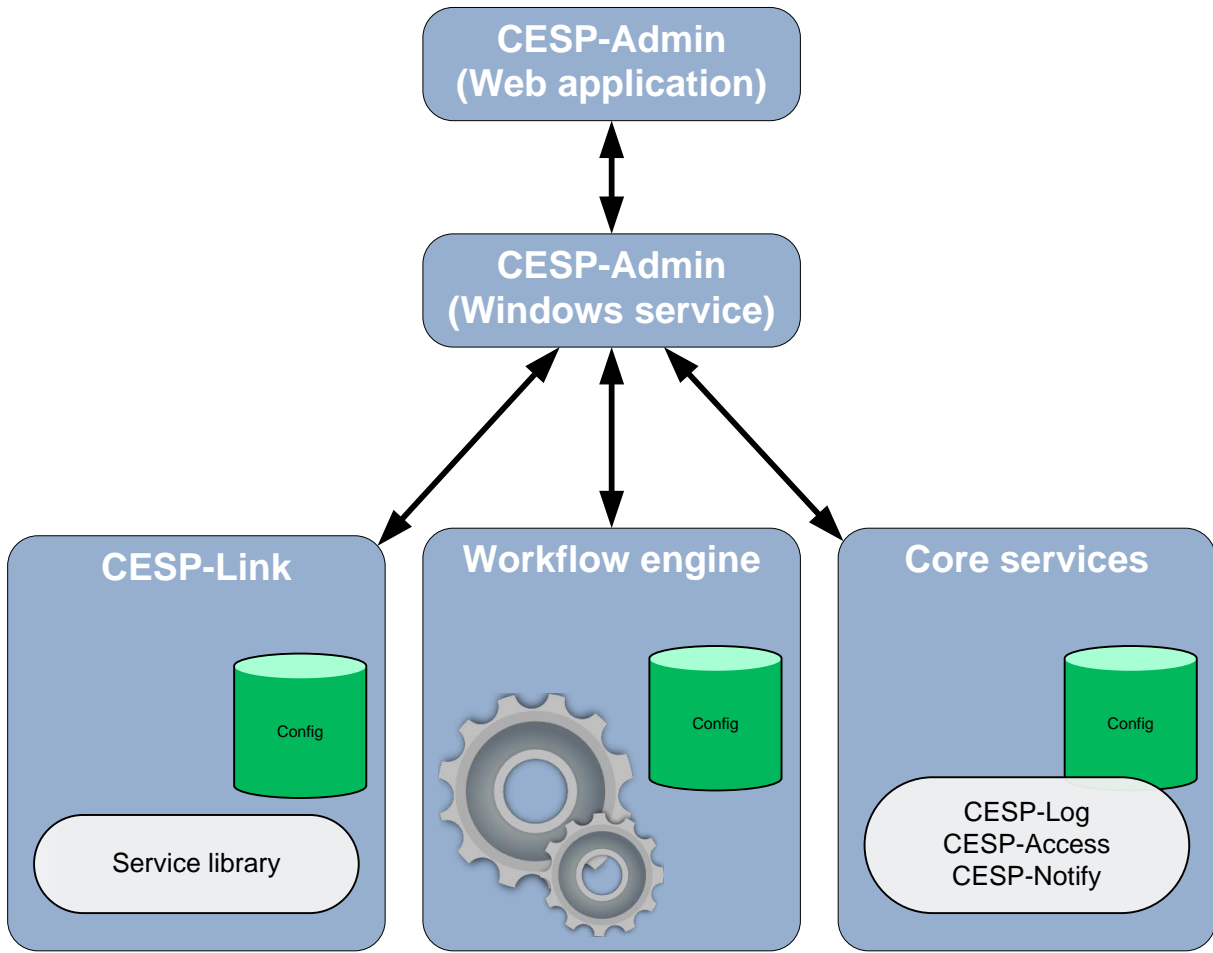 CESP-Admin
(Web application)
CESP-Admin
(Windows service)
CESP-Link
Config
Service library
Workflow engine
Config
Core services
Config
CESP-Log
CESP-Access
CESP-Notify